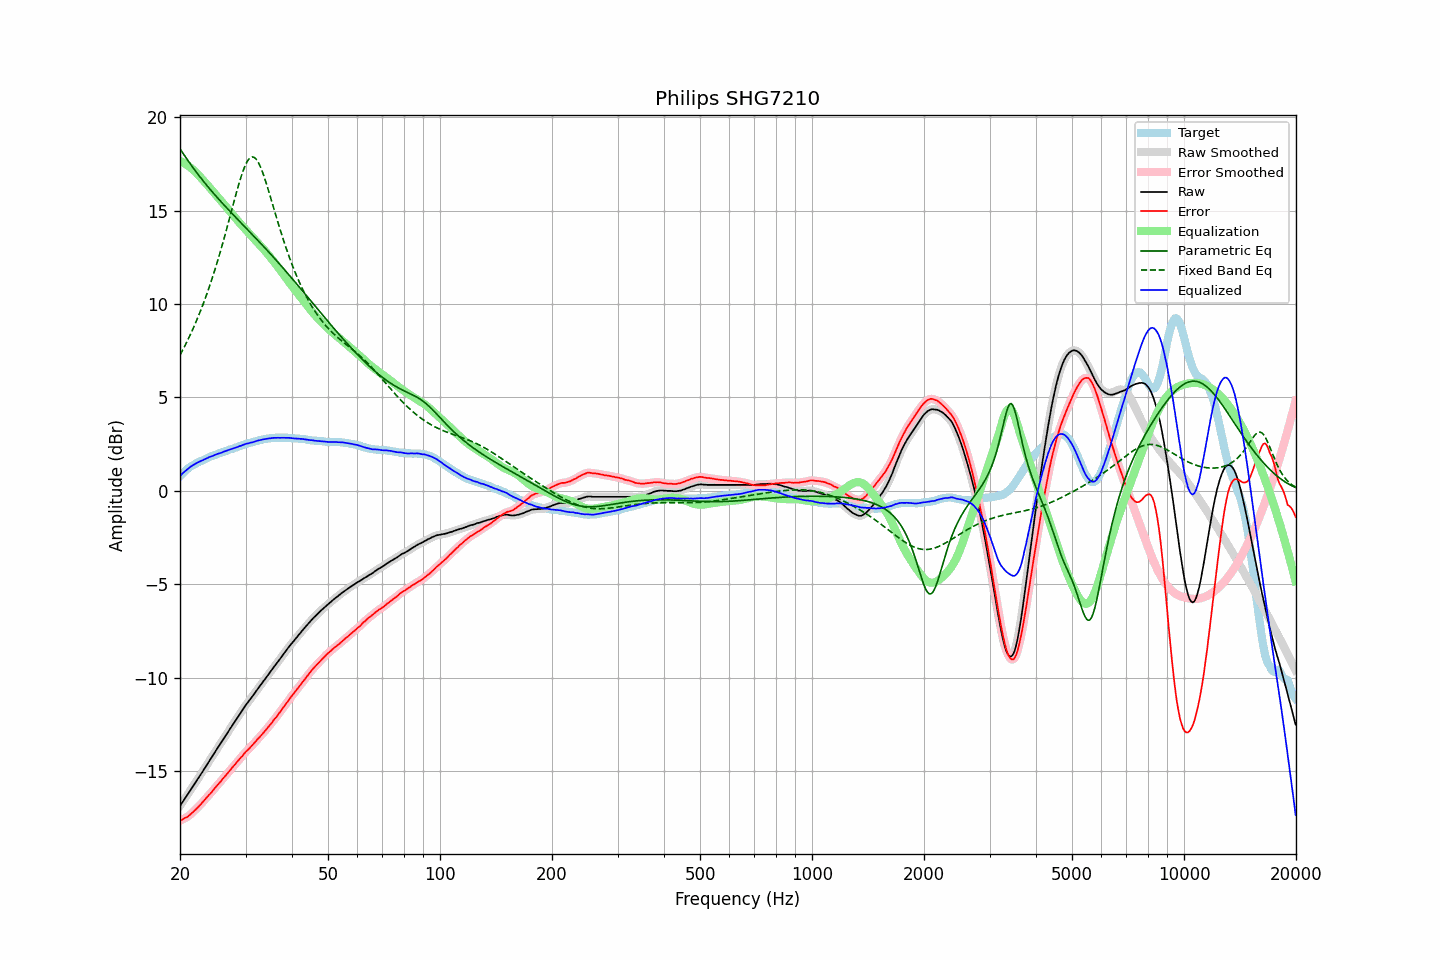 Philips SHG7210
20
15
10
5
0
−5
−10
−15
Amplitude (dBr)
20
50
100
200
500
1000
2000
5000
10000
20000
Frequency (Hz)
Target
Raw Smoothed
Error Smoothed
Raw
Error
Equalization
Parametric Eq
Fixed Band Eq
Equalized